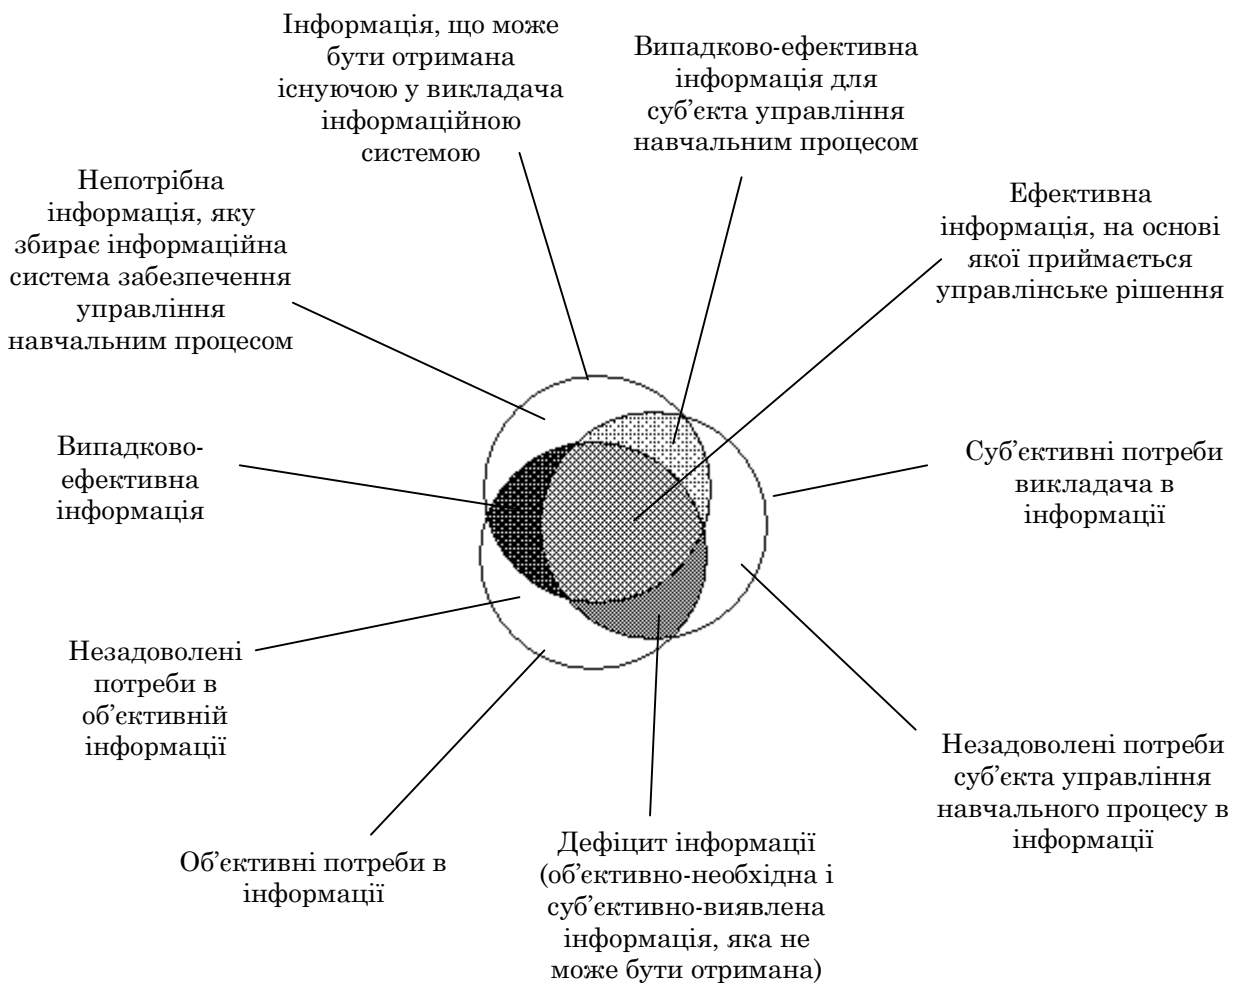 Інформація, що може
бути отримана
існуючою у викладача
інформаційною
системою
Випадково-ефективна
інформація для
суб’єкта управління
навчальним процесом
Непотрібна
інформація, яку
збирає інформаційна
система забезпечення
управління
навчальним процесом
Ефективна
інформація, на основі
якої приймається
управлінське рішення
Випадково-
ефективна
інформація
Суб’єктивні потреби
викладача в
інформації
Незадоволені
потреби в
об’єктивній
інформації
Незадоволені потреби
суб’єкта управління
навчального процесу в
інформації
Об’єктивні потреби в
інформації
Дефіцит інформації
(об’єктивно-необхідна і
суб’єктивно-виявлена
інформація, яка не
може бути отримана)